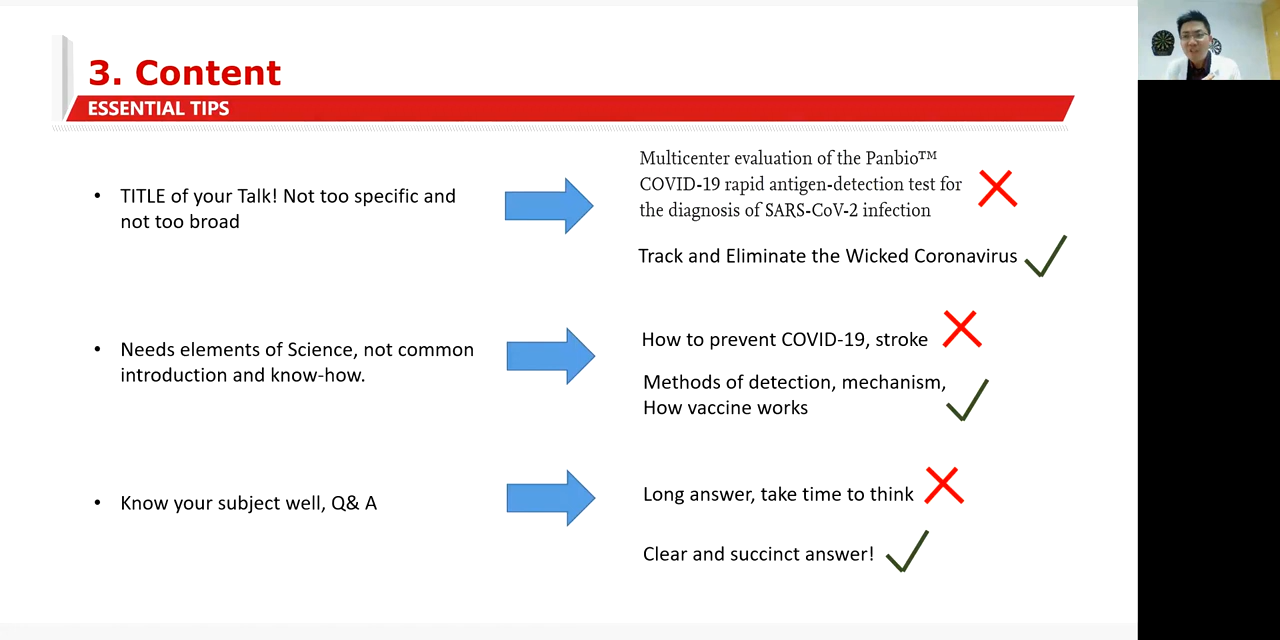 3. Content
ESSENTIAL TIPS
• TITLE of your Talk! Not too specific and
not too broad
Multicenter evaluation of the Panbio™
COVID-19 rapid antigen-detection test for
the diagnosis of SARS-CoV-2 infection
Track and Eliminate the Wicked Coronavirus
• Needs elements of Science, not common
introduction and know-how.
How to prevent COVID-19, stroke
Methods of detection, mechanism,
How vaccine works
• Know your subject well, Q& A
Long answer, take time to think
Clear and succinct answer!